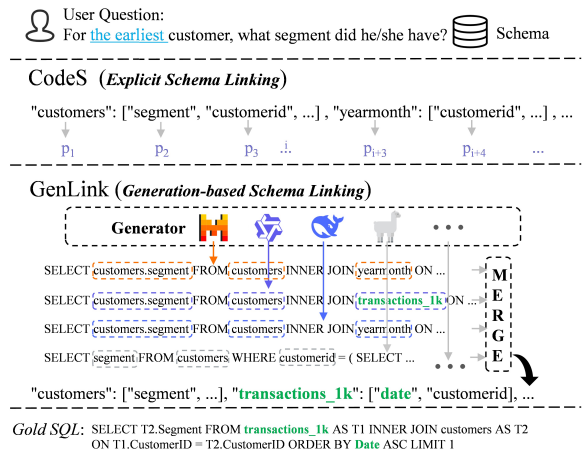 User Question:
For the earliest customer, what segment did he/she have?
Schema
CodeS (Explicit Schema Linking)
"customers": ["segment", "customerid", ...] , "yearmonth": ["customerid", ...] , ...
p1 p2 p3 ...i pi+3 pi+4 ...
GenLink (Generation-based Schema Linking)
Generator ...
SELECT customers.segment FROM customers INNER JOIN yearmonth ON ...
SELECT customers.segment FROM customers INNER JOIN transactions_1k ON ...
SELECT customers.segment FROM customers INNER JOIN yearmonth ON ...
SELECT segment FROM customers WHERE customerid = ( SELECT ...
...
MERGE
"customers": ["segment", ...], "transactions_1k": ["date", "customerid], ...
Gold SQL: SELECT T2.Segment FROM transactions_1k AS T1 INNER JOIN customers AS T2
ON T1.CustomerID = T2.CustomerID ORDER BY Date ASC LIMIT 1